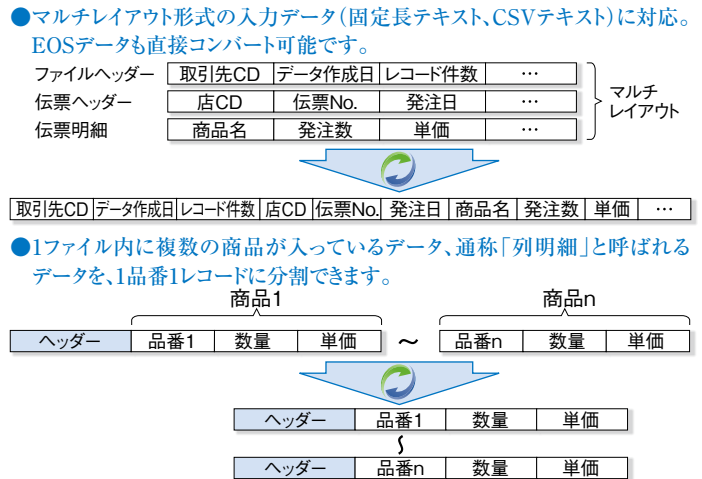 ●マルチレイアウト形式の入力データ(固定長テキスト、CSVテキスト)に対応。
EOSデータも直接コンバート可能です。
ファイルヘッダー 取引先CD データ作成日 レコード件数 …
伝票ヘッダー 店CD 伝票No. 発注日 …
伝票明細 商品名 発注数 単価 …
マルチ
レイアウト
取引先CD データ作成日 レコード件数 店CD 伝票No. 発注日 商品名 発注数 単価 …
●1ファイル内に複数の商品が入っているデータ、通称「列明細」と呼ばれる
データを、1品番1レコードに分割できます。
商品1 商品n
ヘッダー 品番1 数量 単価 〜 品番n 数量 単価
ヘッダー 品番1 数量 単価
〜
ヘッダー 品番n 数量 単価